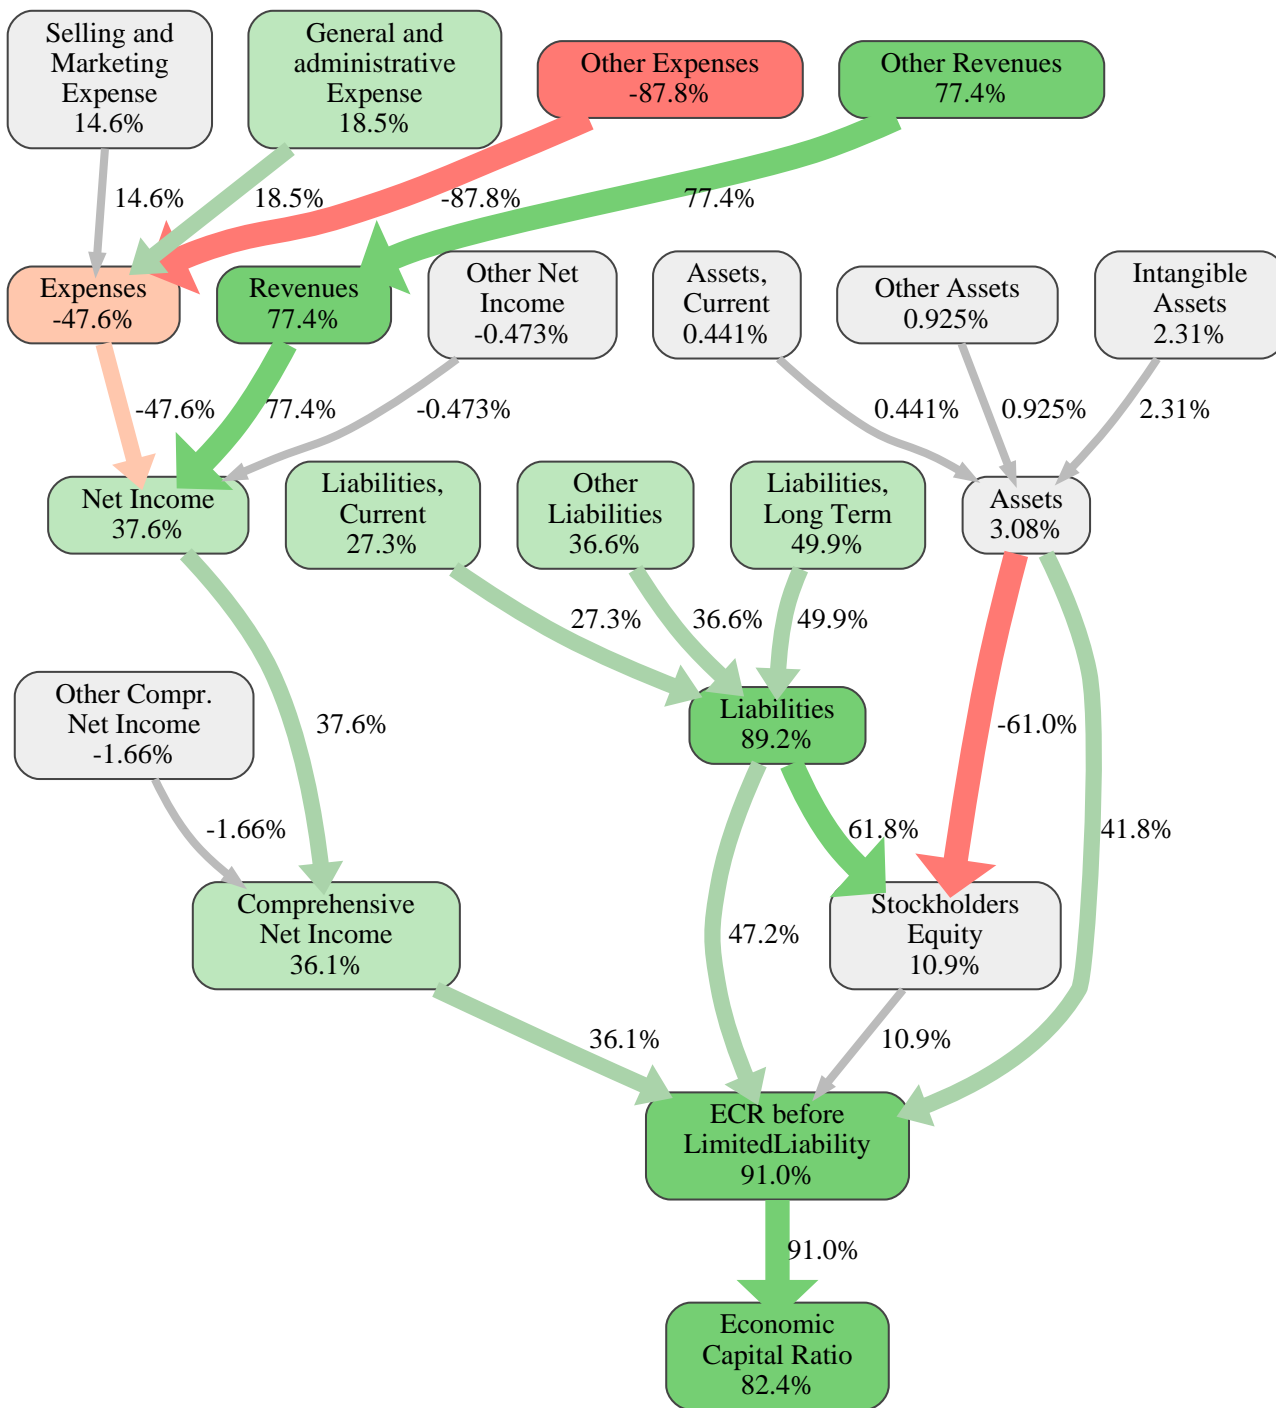 Selling and
Marketing
Expense
14.6%
General and
administrative
Expense
18.5%
Other Expenses
-87.8%
Other Revenues
77.4%
14.6%
18.5%
-87.8%
77.4%
Expenses
-47.6%
Revenues
77.4%
Other Net
Income
-0.473%
Assets,
Current
0.441%
Other Assets
0.925%
Intangible
Assets
2.31%
-47.6%
77.4%
-0.473%
0.441%
0.925%
2.31%
Net Income
37.6%
Liabilities,
Current
27.3%
Other
Liabilities
36.6%
Liabilities,
Long Term
49.9%
Assets
3.08%
27.3%
36.6%
49.9%
Other Compr.
Net Income
-1.66%
37.6%
Liabilities
89.2%
-61.0%
-1.66%
61.8%
41.8%
Comprehensive
Net Income
36.1%
47.2%
Stockholders
Equity
10.9%
36.1%
10.9%
ECR before
LimitedLiability
91.0%
91.0%
Economic
Capital Ratio
82.4%